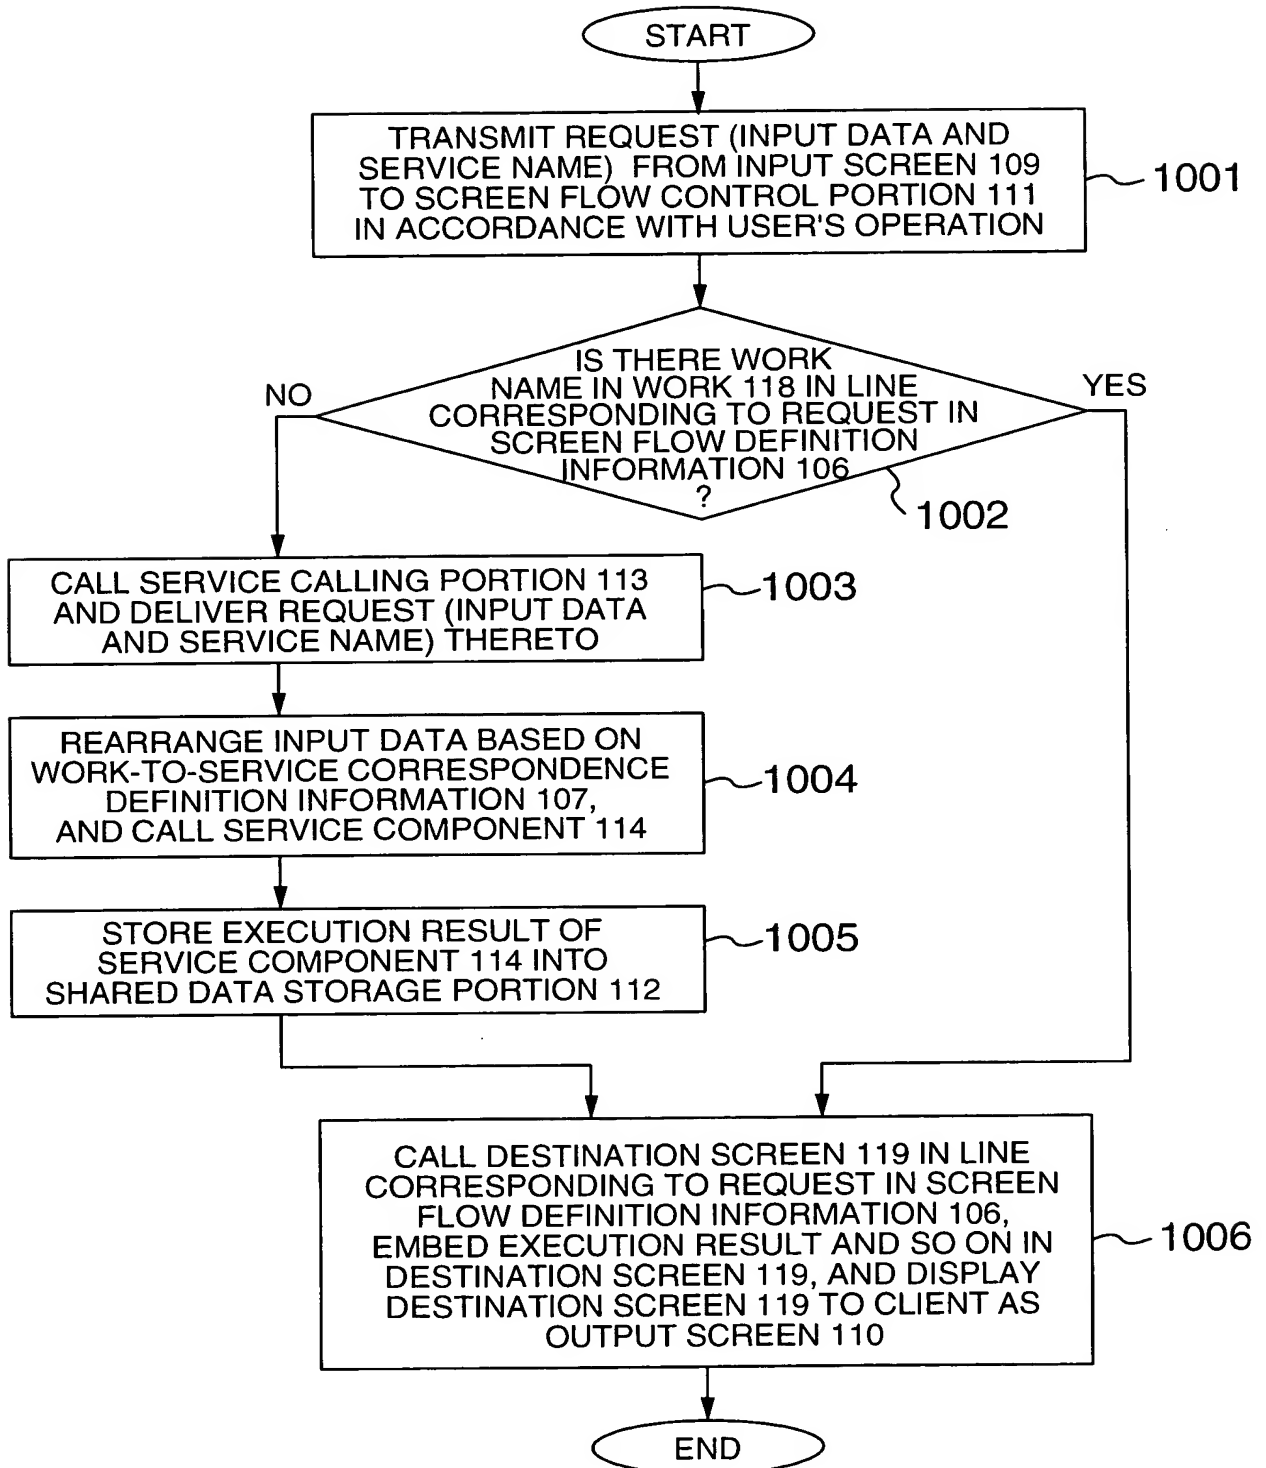 START
TRANSMIT REQUEST (INPUT DATA AND
SERVICE NAME) FROM INPUT SCREEN 109
TO SCREEN FLOW CONTROL PORTION 111
IN ACCORDANCE WITH USER'S OPERATION
1001
IS THERE WORK
NAME IN WORK 118 IN LINE
CORRESPONDING TO REQUEST IN
SCREEN FLOW DEFINITION
INFORMATION 106
?
NO
YES
1002
CALL SERVICE CALLING PORTION 113
AND DELIVER REQUEST (INPUT DATA
AND SERVICE NAME) THERETO
1003
REARRANGE INPUT DATA BASED ON
WORK-TO-SERVICE CORRESPONDENCE
DEFINITION INFORMATION 107,
AND CALL SERVICE COMPONENT 114
1004
STORE EXECUTION RESULT OF
SERVICE COMPONENT 114 INTO
SHARED DATA STORAGE PORTION 112
1005
CALL DESTINATION SCREEN 119 IN LINE
CORRESPONDING TO REQUEST IN SCREEN
FLOW DEFINITION INFORMATION 106,
EMBED EXECUTION RESULT AND SO ON IN
DESTINATION SCREEN 119, AND DISPLAY
DESTINATION SCREEN 119 TO CLIENT AS
OUTPUT SCREEN 110
1006
END